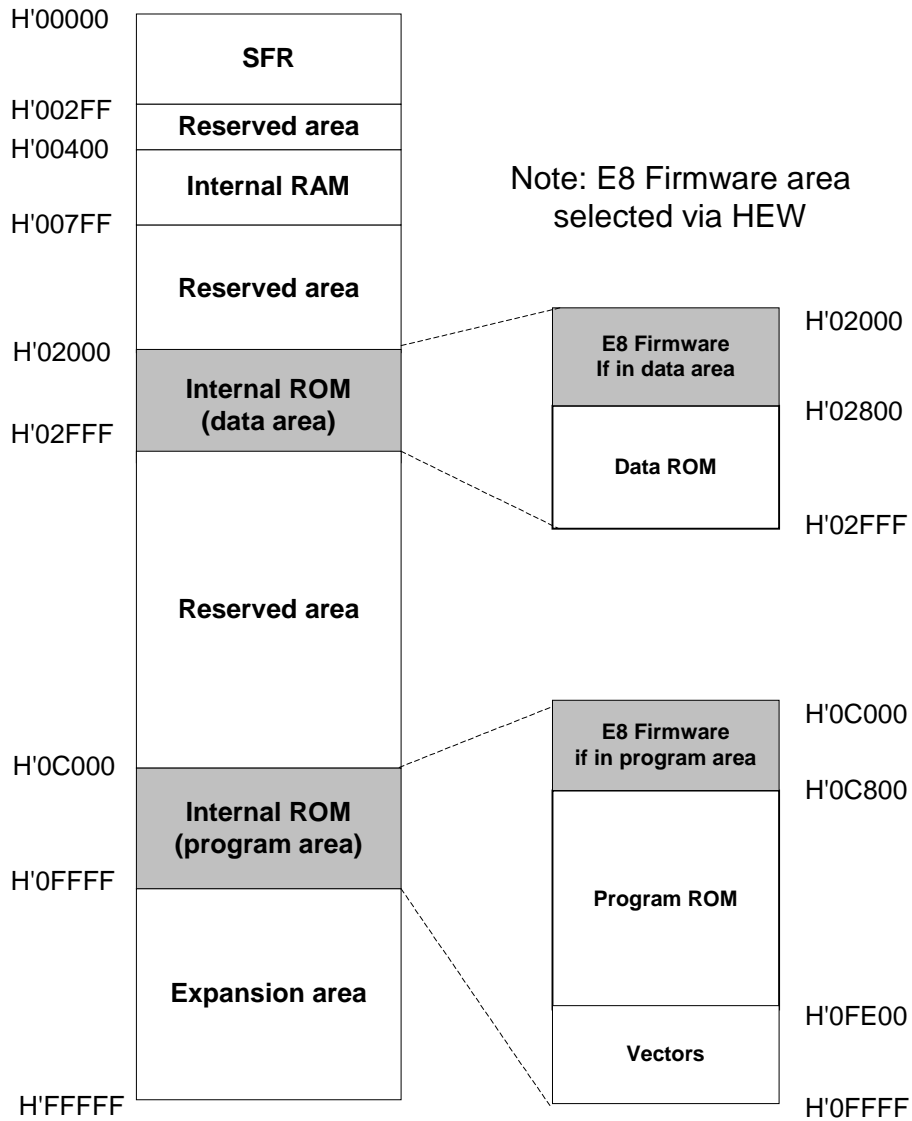 H'00000
SFR
H'002FF
Reserved area
H'00400
Internal RAM
H'007FF
Reserved area
H'02000
Internal ROM
(data area)
H'02FFF
Reserved area
H'0C000
Internal ROM
(program area)
H'0FFFF
Expansion area
H'FFFFF
Note: E8 Firmware area
selected via HEW
H'02000
E8 Firmware
If in data area
H'02800
Data ROM
H'02FFF
H'0C000
E8 Firmware
if in program area
H'0C800
Program ROM
H'0FE00
Vectors
H'0FFFF